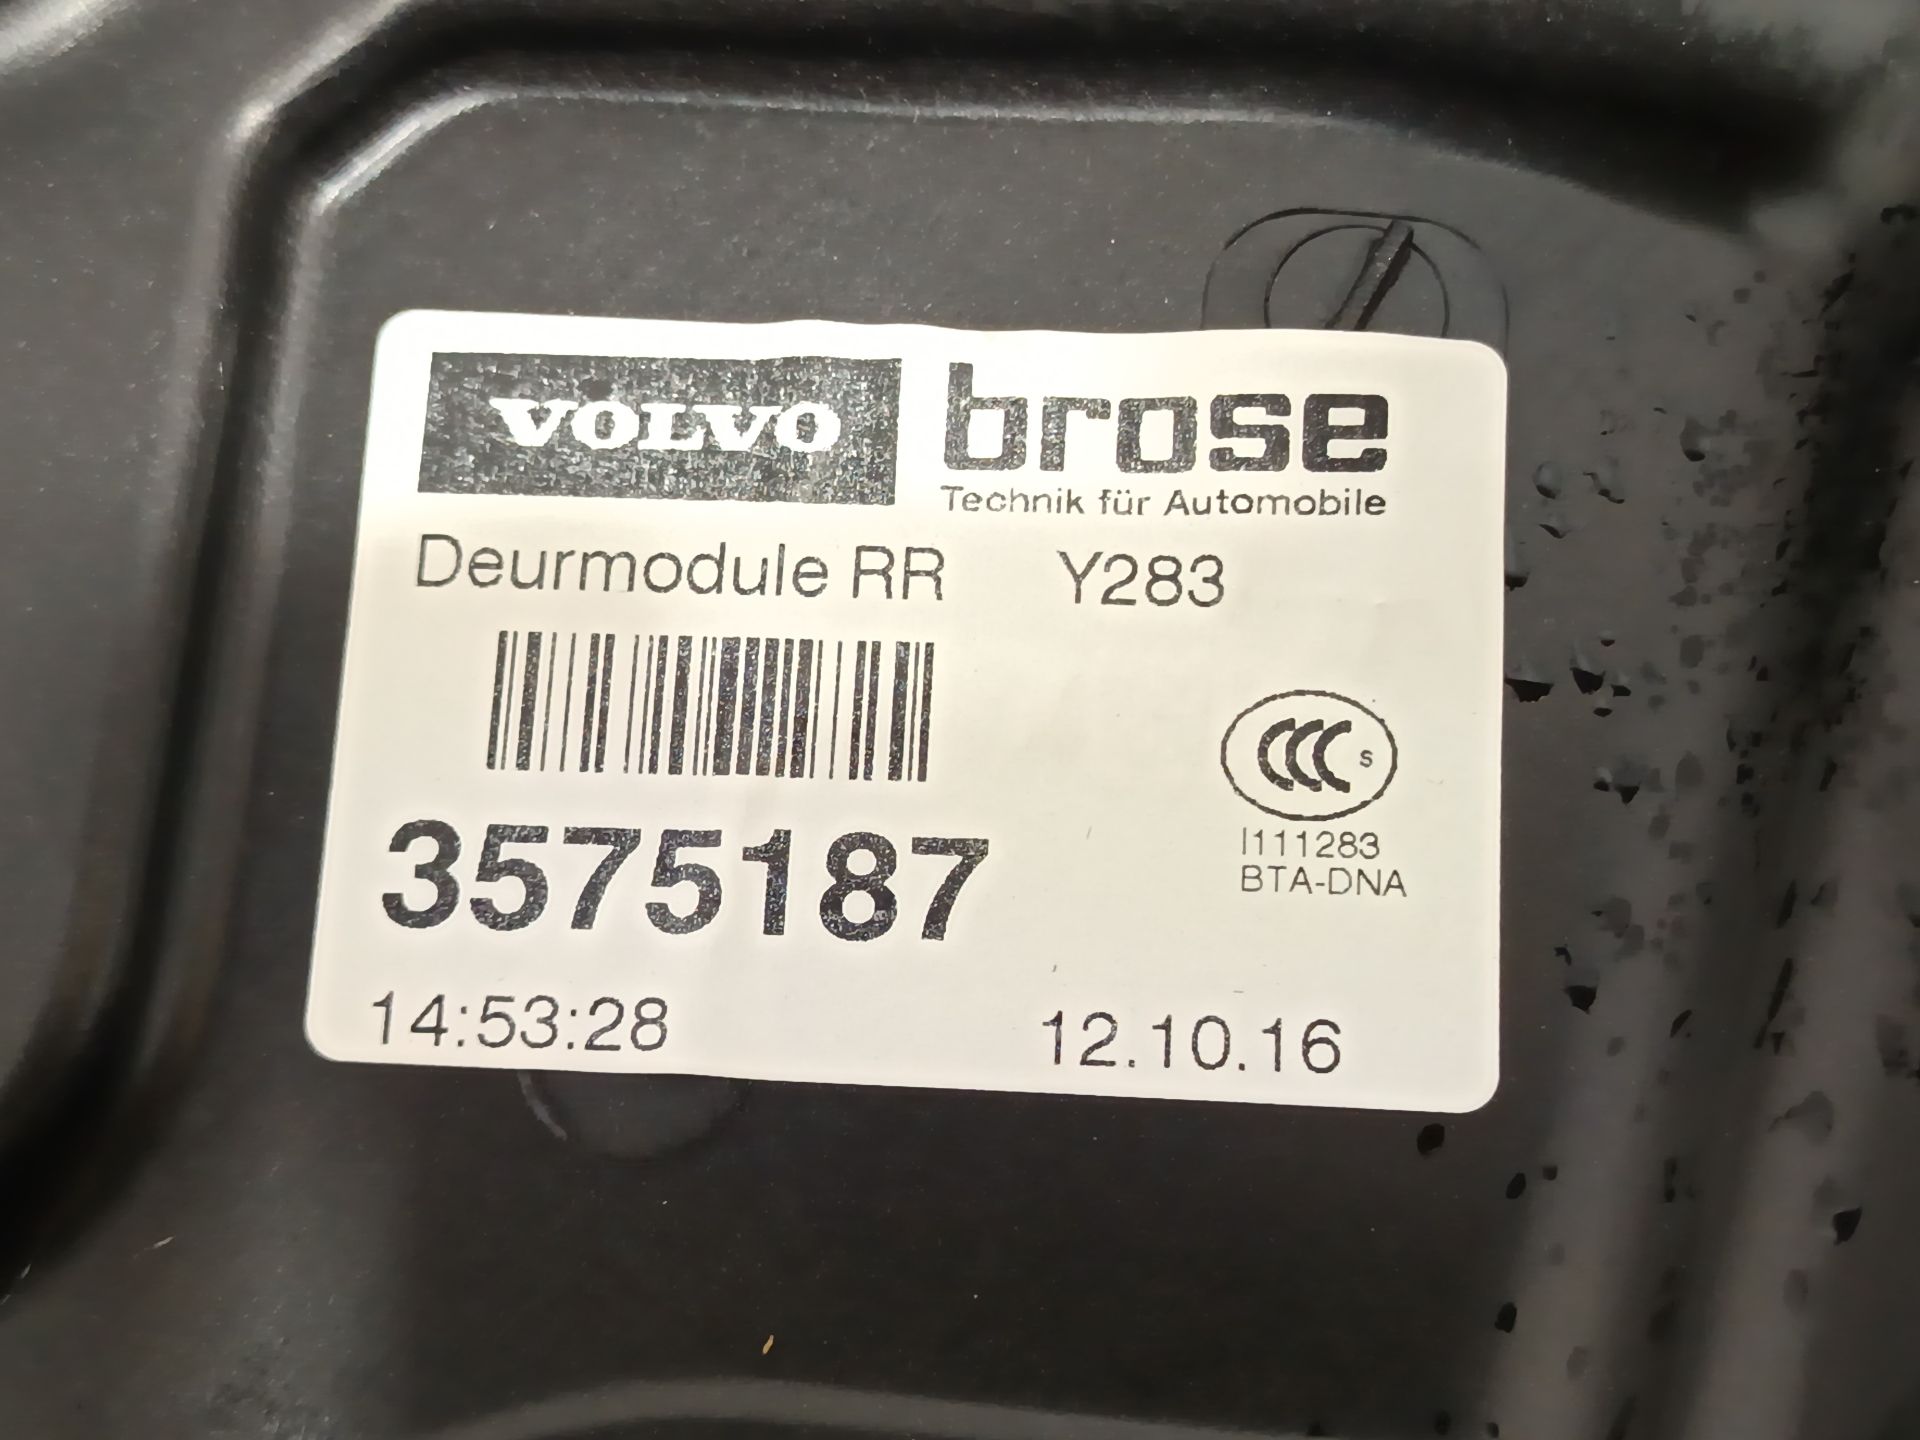 VOLVO brose
Technik für Automobile
Deurmodule RR Y283
CCC S
I111283
BTA-DNA
3575187
14:53:28 12.10.16